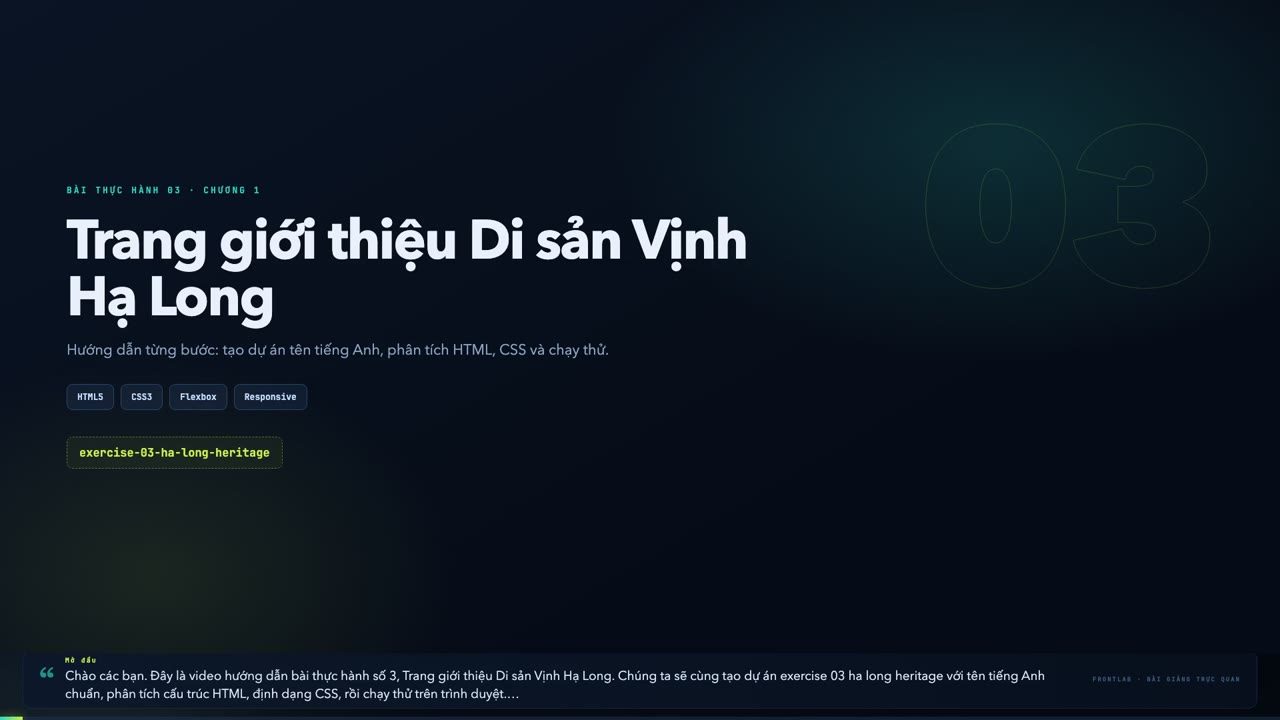 03
BÀI THỰC HÀNH 03 · CHƯƠNG 1
Trang giới thiệu Di sản Vịnh
Hạ Long
Hướng dẫn từng bước: tạo dự án tên tiếng Anh, phân tích HTML, CSS và chạy thử.
HTML5 CSS3 Flexbox Responsive
exercise-03-ha-long-heritage
“ Mở đầu
Chào các bạn. Đây là video hướng dẫn bài thực hành số 3, Trang giới thiệu Di sản Vịnh Hạ Long. Chúng ta sẽ cùng tạo dự án exercise 03 ha long heritage với tên tiếng Anh
chuẩn, phân tích cấu trúc HTML, định dạng CSS, rồi chạy thử trên trình duyệt.…
FRONTLAB · BÀI GIẢNG TRỰC QUAN